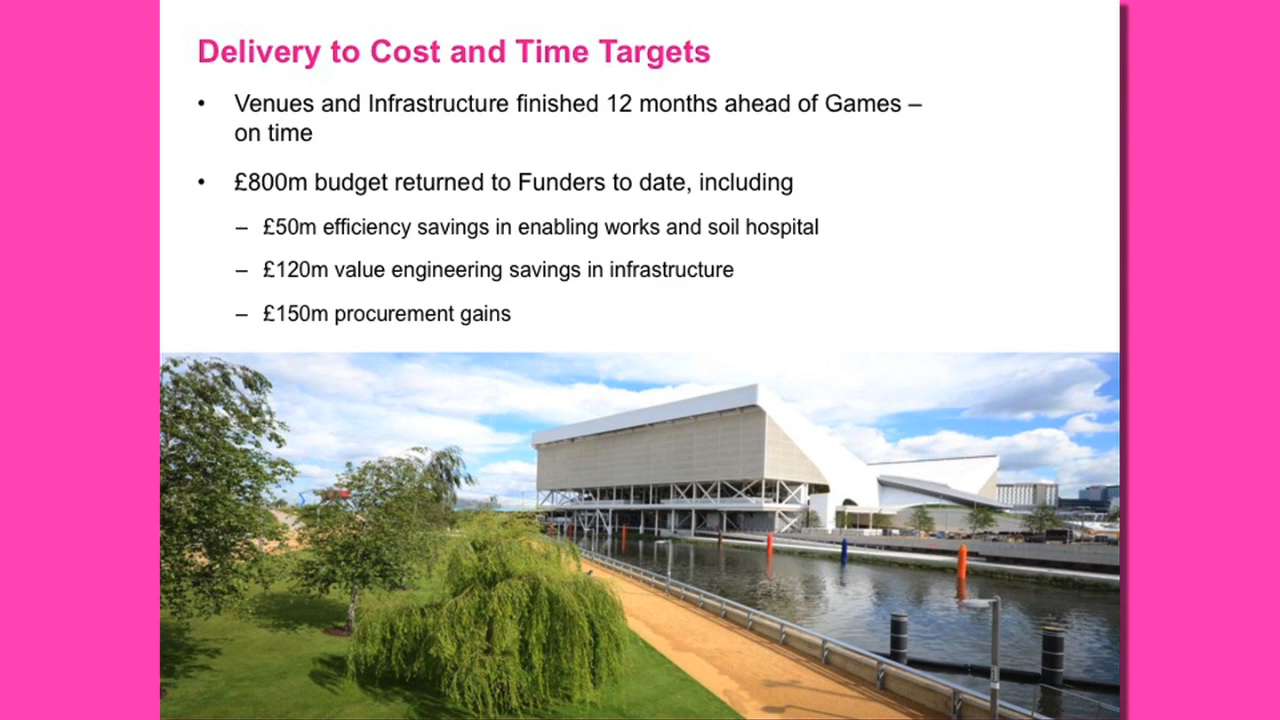 Delivery to Cost and Time Targets
• Venues and Infrastructure finished 12 months ahead of Games –
on time
• £800m budget returned to Funders to date, including
– £50m efficiency savings in enabling works and soil hospital
– £120m value engineering savings in infrastructure
– £150m procurement gains